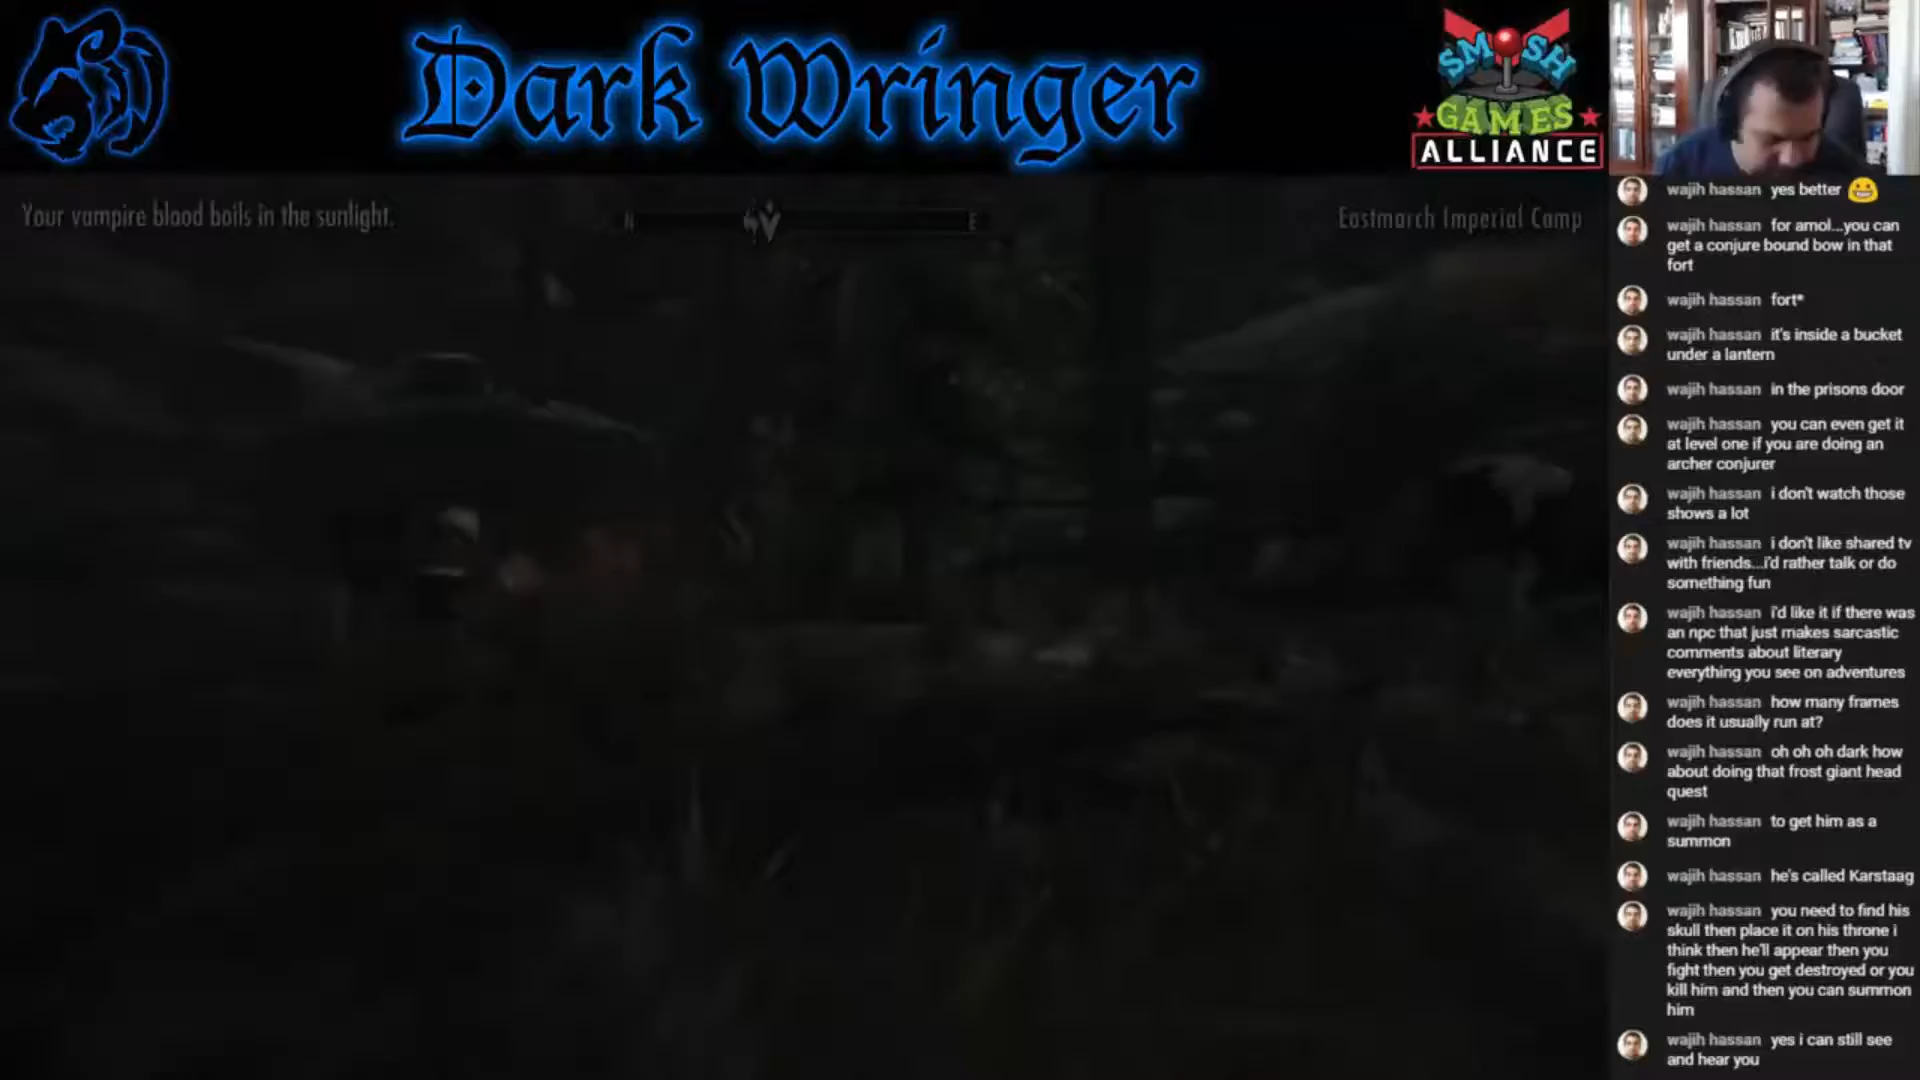 Dark Wringer
SMOSH
GAMES
ALLIANCE
Your vampire blood boils in the sunlight.
N
E
Eastmarch Imperial Camp
wajih hassan yes better
wajih hassan for amol...you can
get a conjure bound bow in that
fort
wajih hassan fort*
wajih hassan it's inside a bucket
under a lantern
wajih hassan in the prisons door
wajih hassan you can even get it
at level one if you are doing an
archer conjurer
wajih hassan i don't watch those
shows a lot
wajih hassan i don't like shared tv
with friends...i'd rather talk or do
something fun
wajih hassan i'd like it if there was
an npc that just makes sarcastic
comments about literary
everything you see on adventures
wajih hassan how many frames
does it usually run at?
wajih hassan oh oh oh dark how
about doing that frost giant head
quest
wajih hassan to get him as a
summon
wajih hassan he's called Karstaag
wajih hassan you need to find his
skull then place it on his throne i
think then he'll appear then you
fight then you get destroyed or you
kill him and then you can summon
him
wajih hassan yes i can still see
and hear you